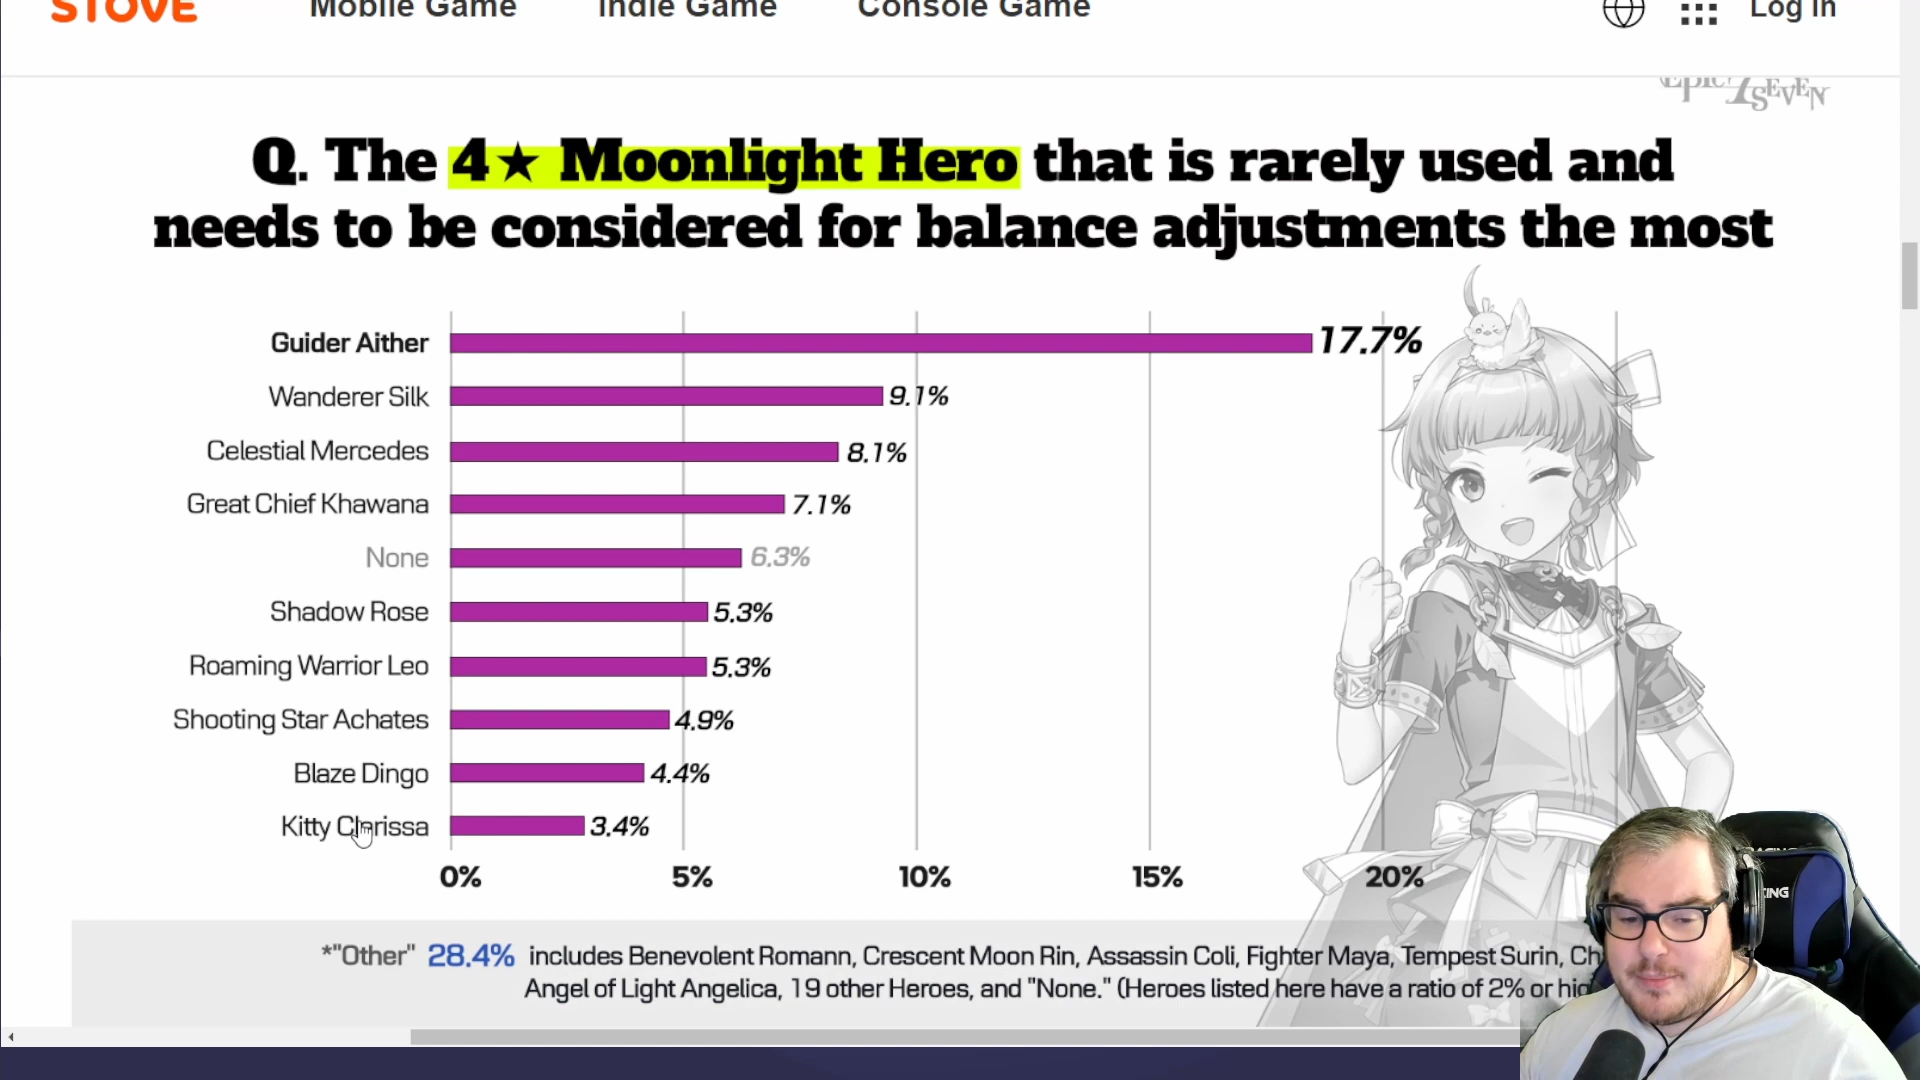 STOVE Mobile Game Indie Game Console Game Log in
Epic 7 SEVEN
Q. The 4★ Moonlight Hero that is rarely used and
needs to be considered for balance adjustments the most
Guider Aither 17.7%
Wanderer Silk 9.1%
Celestial Mercedes 8.1%
Great Chief Khawana 7.1%
None 6.3%
Shadow Rose 5.3%
Roaming Warrior Leo 5.3%
Shooting Star Achates 4.9%
Blaze Dingo 4.4%
Kitty Clarissa 3.4%
0% 5% 10% 15% 20%
*"Other" 28.4% includes Benevolent Romann, Crescent Moon Rin, Assassin Coli, Fighter Maya, Tempest Surin,
Angel of Light Angelica, 19 other Heroes, and "None." (Heroes listed here have a ratio of 2% or